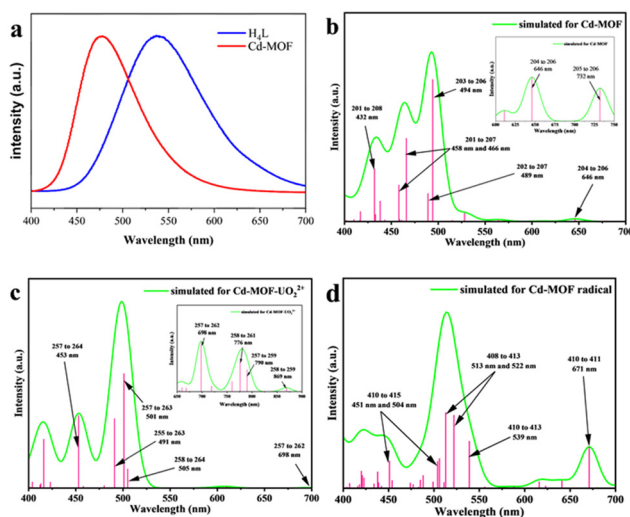 a
H₄L
Cd-MOF
intensity (a.u.)
400 450 500 550 600 650 700
Wavelength (nm)
b
simulated for Cd-MOF
203 to 206
494 nm
201 to 208
432 nm
201 to 207
458 nm and 466 nm
202 to 207
489 nm
204 to 206
646 nm
Intensity (a.u.)
400 450 500 550 600 650 700
Wavelength (nm)
simulated for Cd MOF
204 to 206
646 nm
205 to 206
732 nm
Wavelength (nm)
c
simulated for Cd-MOF-UO₂²⁺
257 to 264
453 nm
257 to 263
501 nm
255 to 263
491 nm
258 to 264
505 nm
257 to 262
698 nm
Intensity (a.u.)
400 450 500 550 600 650 700
Wavelength (nm)
simulated for Cd-MOF-UO₂²⁺
257 to 262
698 nm
258 to 261
776 nm
257 to 259
790 nm
258 to 259
869 nm
Wavelength (nm)
d
simulated for Cd-MOF radical
408 to 413
513 nm and 522 nm
410 to 411
671 nm
410 to 415
451 nm and 504 nm
410 to 413
539 nm
Intensity (a.u.)
400 450 500 550 600 650 700
Wavelength (nm)